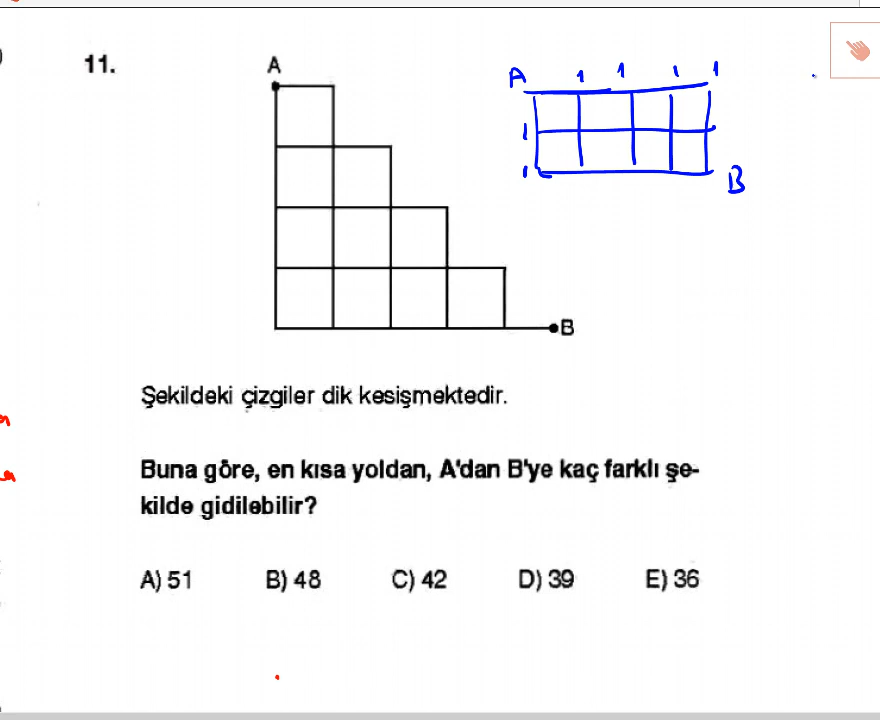 11.
A
A 1 1 1 1
1
1
B
B
Şekildeki çizgiler dik kesişmektedir.
Buna göre, en kısa yoldan, A'dan B'ye kaç farklı şe-
kilde gidilebilir?
A) 51 B) 48 C) 42 D) 39 E) 36